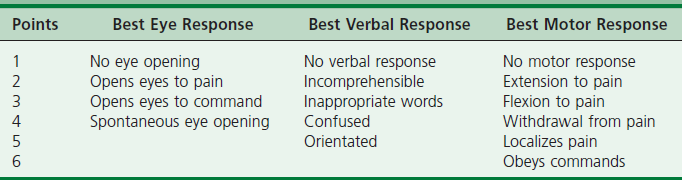 Points Best Eye Response Best Verbal Response Best Motor Response
1 No eye opening No verbal response No motor response
2 Opens eyes to pain Incomprehensible Extension to pain
3 Opens eyes to command Inappropriate words Flexion to pain
4 Spontaneous eye opening Confused Withdrawal from pain
5 Orientated Localizes pain
6 Obeys commands